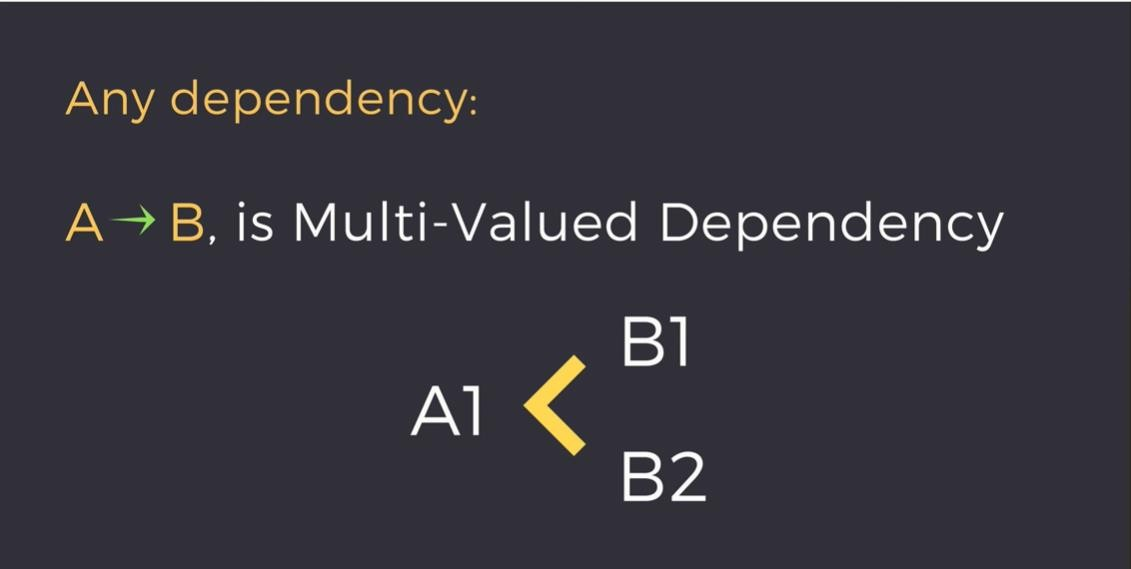 Any dependency:
A → B, is Multi-Valued Dependency
B1
A1 <
B2